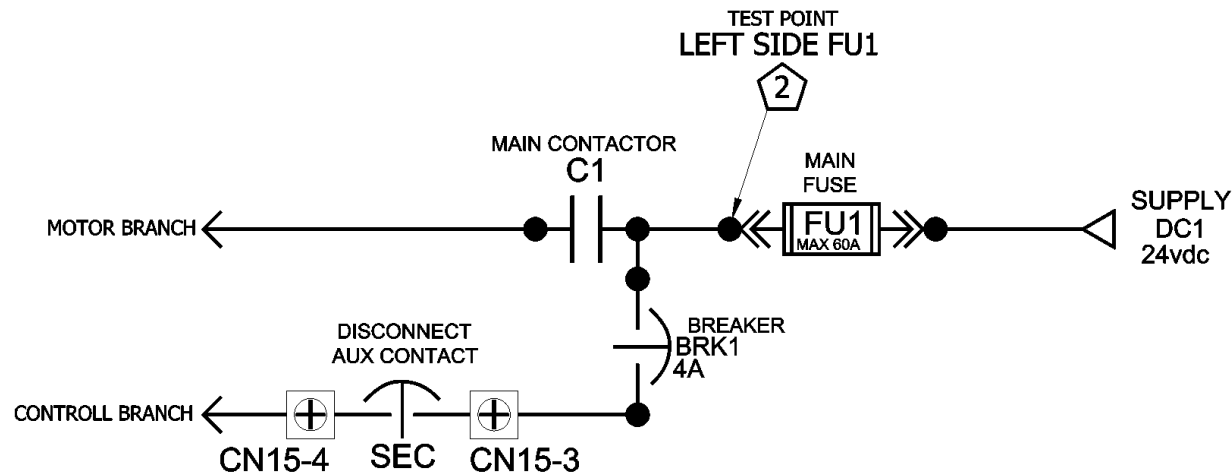 TEST POINT
LEFT SIDE FU1
2
MAIN CONTACTOR
C1
MAIN
FUSE
FU1
MAX 60A
SUPPLY
DC1
24vdc
MOTOR BRANCH
BREAKER
BRK1
4A
DISCONNECT
AUX CONTACT
CONTROLL BRANCH
CN15-4
SEC
CN15-3